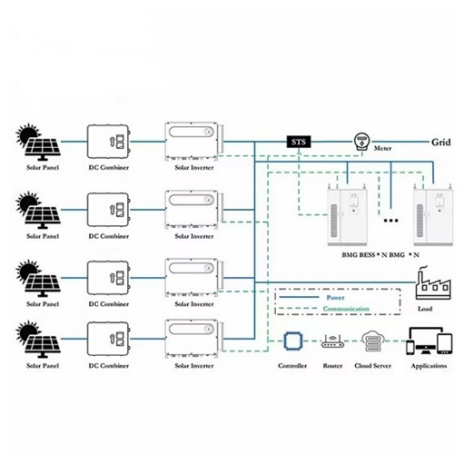 STS
Grid
Meter
Solar Panel DC Combiner Solar Inverter
Solar Panel DC Combiner Solar Inverter
BMG BESS * N BMG * N
Solar Panel DC Combiner Solar Inverter
Power
Communication
Load
Solar Panel DC Combiner Solar Inverter
Controller Router Cloud Server Applications